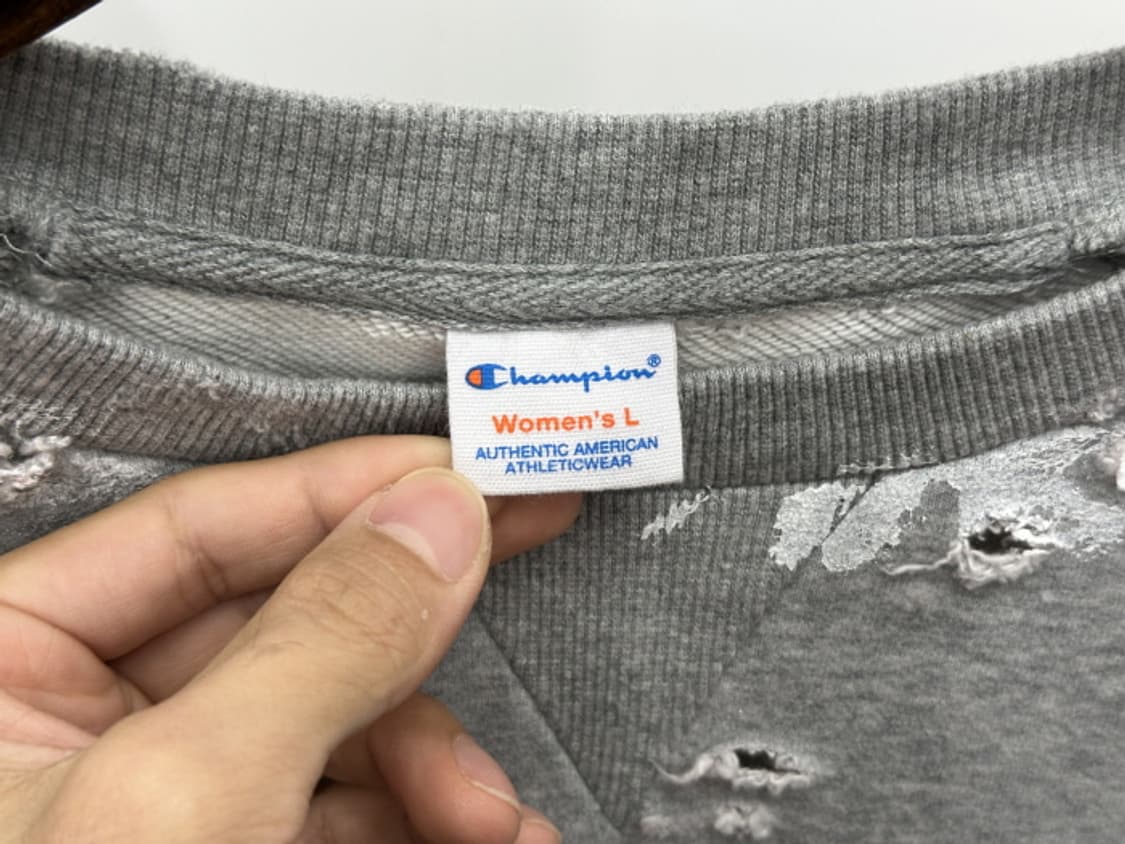 Champion®
Women's L
AUTHENTIC AMERICAN
ATHLETICWEAR